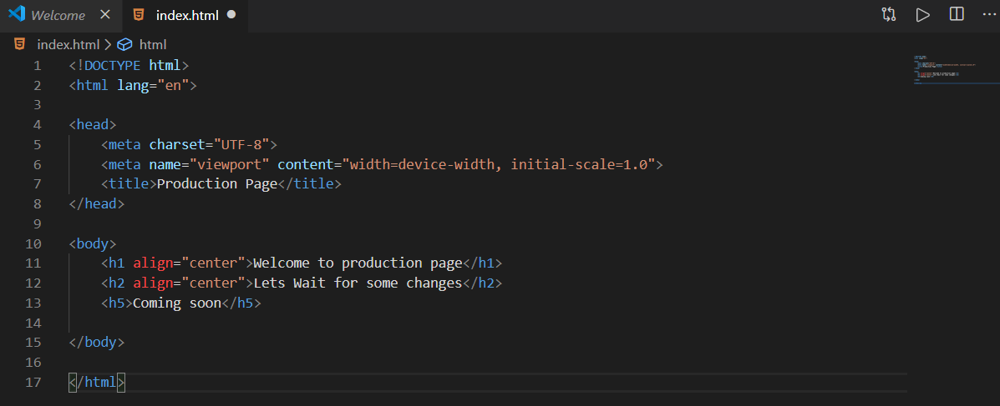 Welcome index.html
index.html html
1 <!DOCTYPE html>
2 <html lang="en">
3
4 <head>
5     <meta charset="UTF-8">
6     <meta name="viewport" content="width=device-width, initial-scale=1.0">
7     <title>Production Page</title>
8 </head>
9
10 <body>
11     <h1 align="center">Welcome to production page</h1>
12     <h2 align="center">Lets Wait for some changes</h2>
13     <h5>Coming soon</h5>
14
15 </body>
16
17 </html>